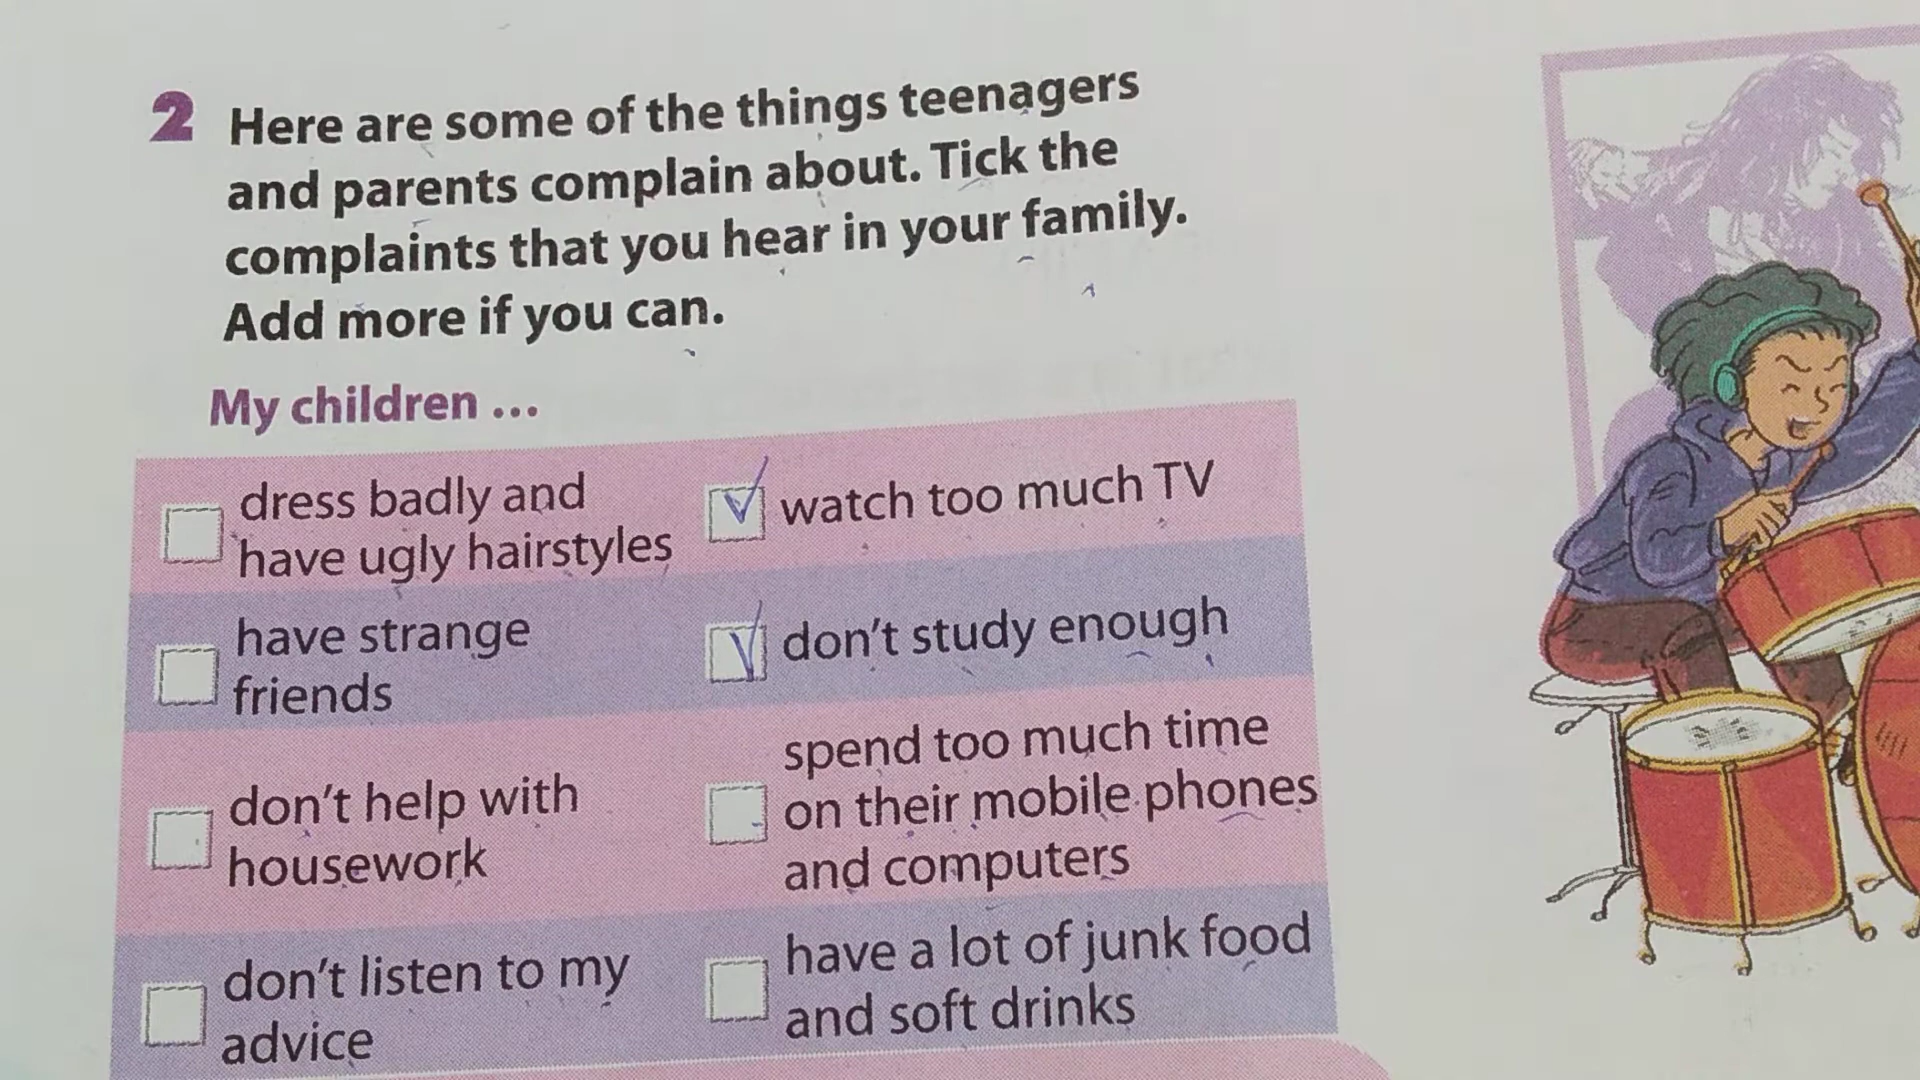 2 Here are some of the things teenagers
and parents complain about. Tick the
complaints that you hear in your family.
Add more if you can.
My children ...
dress badly and
have ugly hairstyles
watch too much TV
have strange
friends
don't study enough
don't help with
housework
spend too much time
on their mobile phones
and computers
don't listen to my
advice
have a lot of junk food
and soft drinks